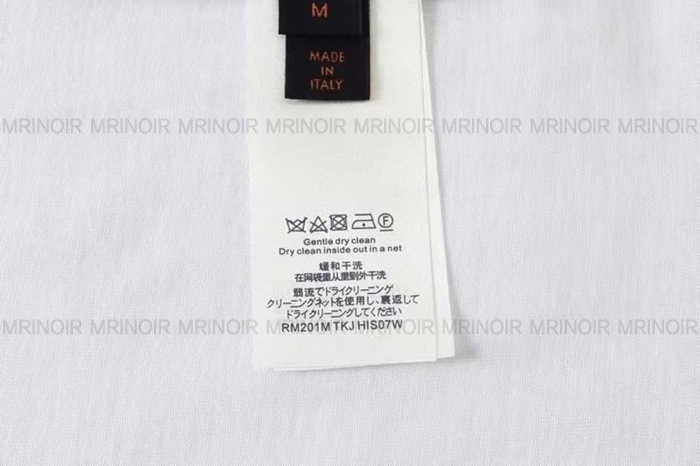 M
MADE
IN
ITALY
MRINOIR MRINOIR MRINOIR MRINOIR MRINOIR MRINOIR MRINOIR MRINOIR
Gentle dry clean
Dry clean inside out in a net
缓和干洗
在网袋里从里到外干洗
弱流でドライクリーニング
クリーニングネットを使用し、裏返して
ドライクリーニングしてください
RM201M TKJ HIS07W
MRINOIR MRINOIR MRINOIR MRINOIR MRINOIR MRINOIR MRINOIR MRINOIR